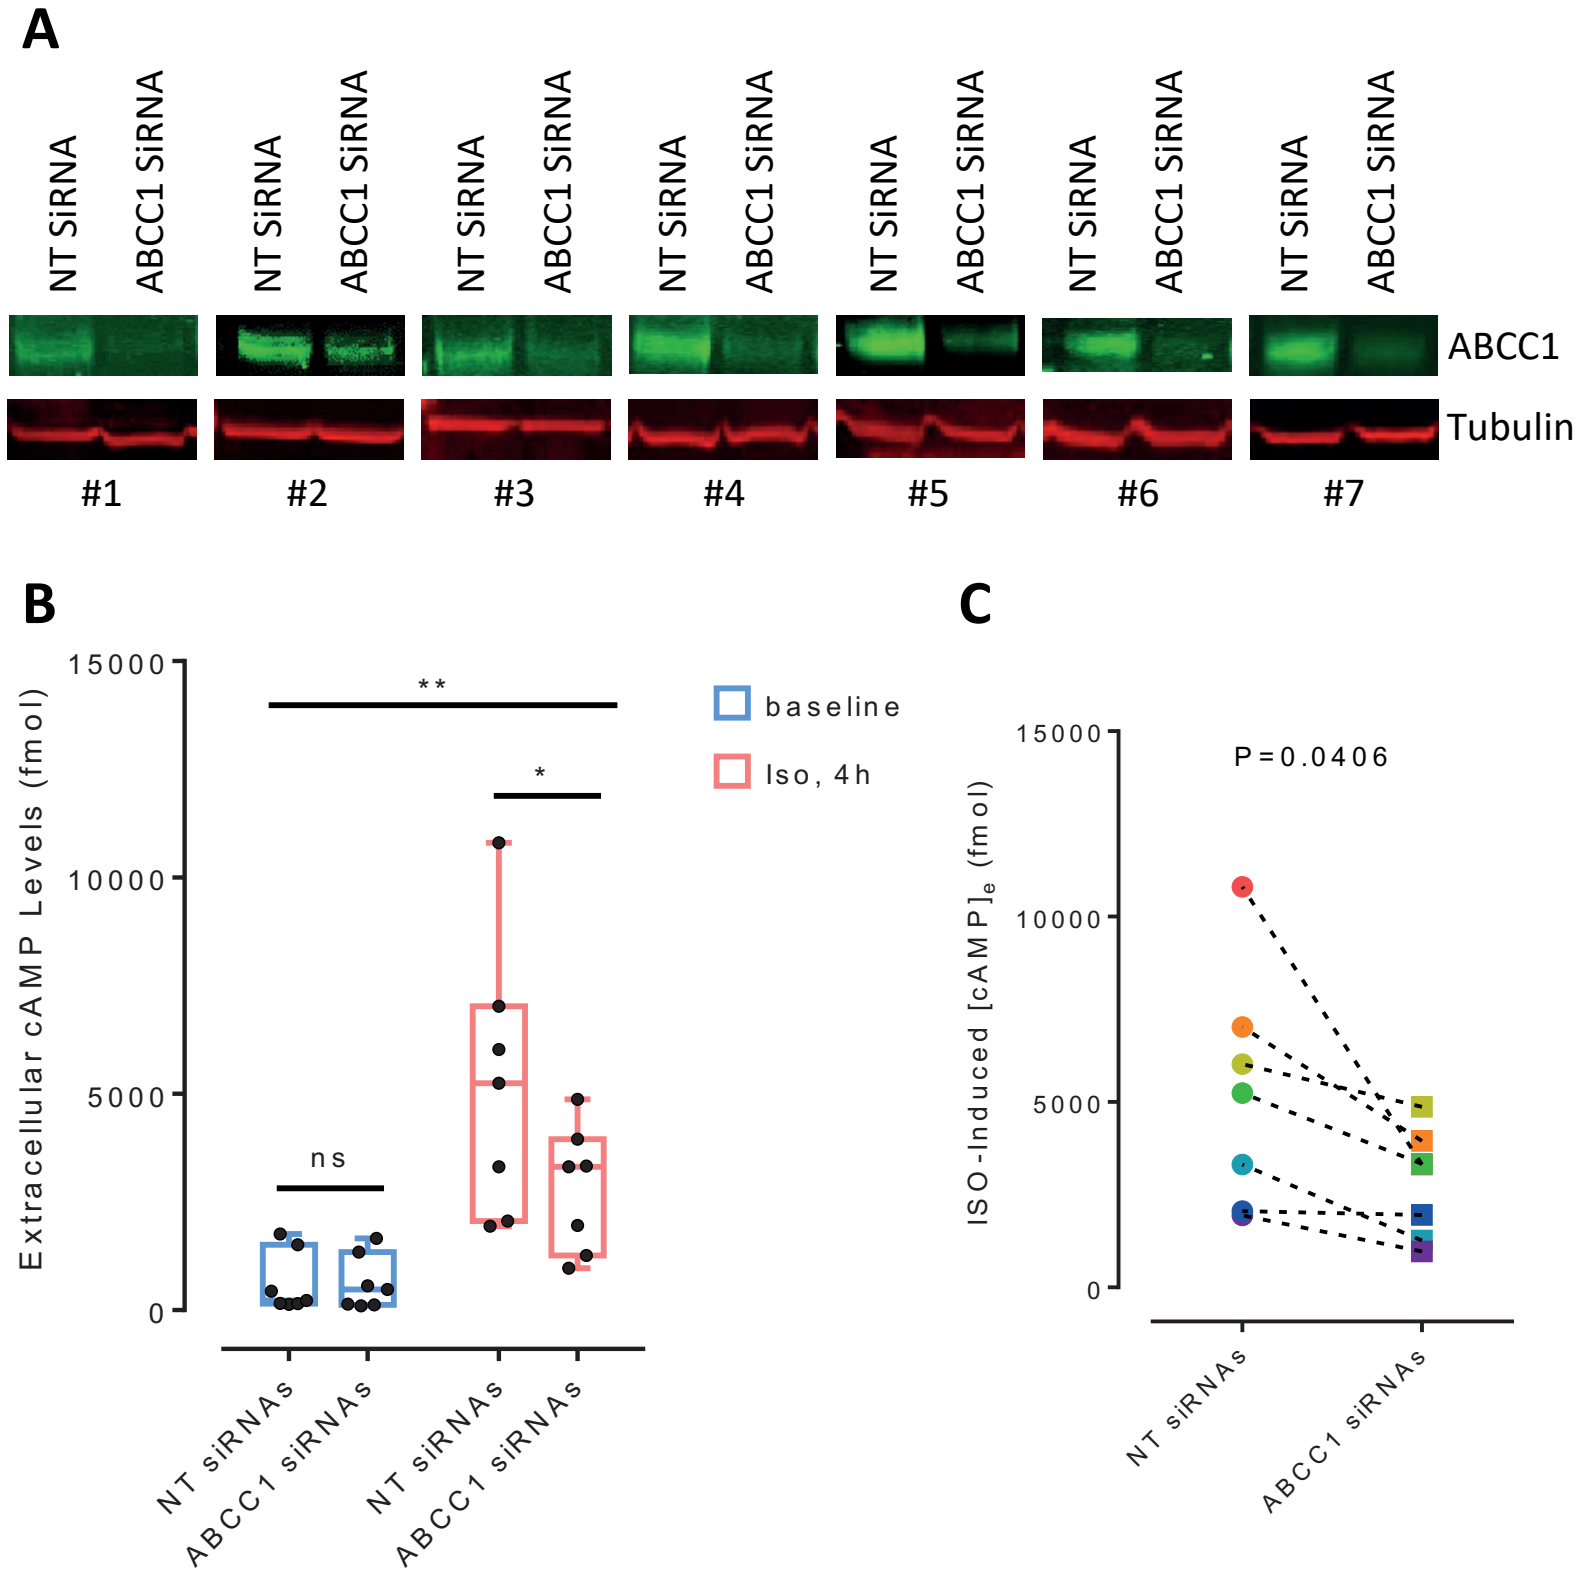 A
NT SiRNA
ABCC1 SiRNA
NT SiRNA
ABCC1 SiRNA
NT SiRNA
ABCC1 SiRNA
NT SiRNA
ABCC1 SiRNA
NT SiRNA
ABCC1 SiRNA
NT SiRNA
ABCC1 SiRNA
NT SiRNA
ABCC1 SiRNA
ABCC1
Tubulin
#1
#2
#3
#4
#5
#6
#7
B
Extracellular cAMP Levels (fmol)
15000
10000
5000
0
**
*
ns
baseline
Iso, 4h
NT siRNAs
ABCC1 siRNAs
NT siRNAs
ABCC1 siRNAs
C
ISO-Induced [cAMP]e (fmol)
15000
10000
5000
0
P=0.0406
NT siRNAs
ABCC1 siRNAs